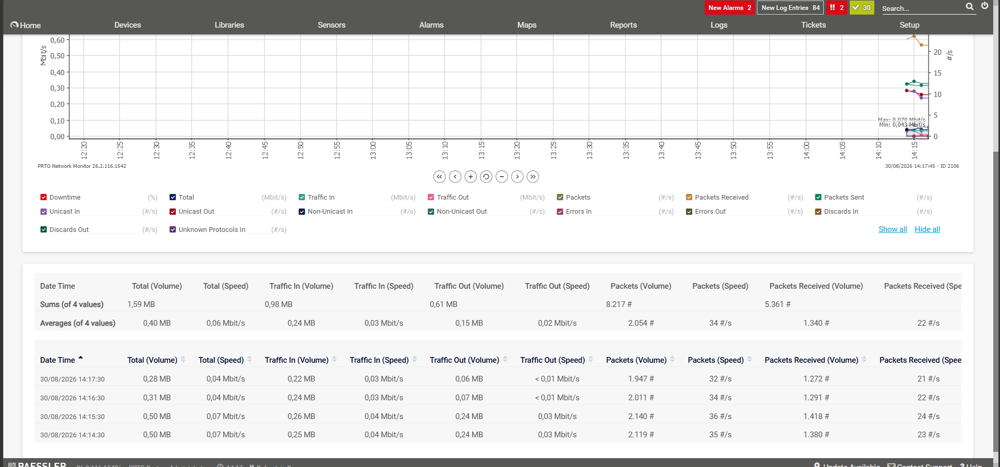 New Alarms 2 New Log Entries 84 !! 2 30 Search...
Home Devices Libraries Sensors Alarms Maps Reports Logs Tickets Setup
0,60
0,50
0,40
0,30
0,20
0,10
0,00
Mbit/s
20
15
10
5
0
#/s
Max: 0,070 Mbit/s
Min: 0,043 Mbit/s
12:20 12:25 12:30 12:35 12:40 12:45 12:50 12:55 13:00 13:05 13:10 13:15 13:20 13:25 13:30 13:35 13:40 13:45 13:50 13:55 14:00 14:05 14:10 14:15
PRTG Network Monitor 26.2.116.1542 30/08/2026 14:17:45 - ID 2106
Downtime (%) Total (Mbit/s) Traffic In (Mbit/s) Traffic Out (Mbit/s) Packets (#/s) Packets Received (#/s) Packets Sent (#/s)
Unicast In (#/s) Unicast Out (#/s) Non-Unicast In (#/s) Non-Unicast Out (#/s) Errors In (#/s) Errors Out (#/s) Discards In (#/s)
Discards Out (#/s) Unknown Protocols In (#/s) Show all Hide all
Date Time Total (Volume) Total (Speed) Traffic In (Volume) Traffic In (Speed) Traffic Out (Volume) Traffic Out (Speed) Packets (Volume) Packets (Speed) Packets Received (Volume) Packets Received (Spe
Sums (of 4 values) 1,59 MB 0,98 MB 0,61 MB 8.217 # 5.361 #
Averages (of 4 values) 0,40 MB 0,06 Mbit/s 0,24 MB 0,03 Mbit/s 0,15 MB 0,02 Mbit/s 2.054 # 34 #/s 1.340 # 22 #/s
Date Time Total (Volume) Total (Speed) Traffic In (Volume) Traffic In (Speed) Traffic Out (Volume) Traffic Out (Speed) Packets (Volume) Packets (Speed) Packets Received (Volume) Packets Received (Spee
30/08/2026 14:17:30 0,28 MB 0,04 Mbit/s 0,22 MB 0,03 Mbit/s 0,06 MB < 0,01 Mbit/s 1.947 # 32 #/s 1.272 # 21 #/s
30/08/2026 14:16:30 0,31 MB 0,04 Mbit/s 0,24 MB 0,03 Mbit/s 0,07 MB < 0,01 Mbit/s 2.011 # 34 #/s 1.291 # 22 #/s
30/08/2026 14:15:30 0,50 MB 0,07 Mbit/s 0,26 MB 0,04 Mbit/s 0,24 MB 0,03 Mbit/s 2.140 # 36 #/s 1.418 # 24 #/s
30/08/2026 14:14:30 0,50 MB 0,07 Mbit/s 0,25 MB 0,04 Mbit/s 0,24 MB 0,03 Mbit/s 2.119 # 35 #/s 1.380 # 23 #/s
PAESSLER Update Available Contact Support ? Help